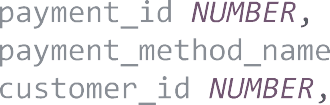 payment_id NUMBER,
payment_method_name
customer_id NUMBER,